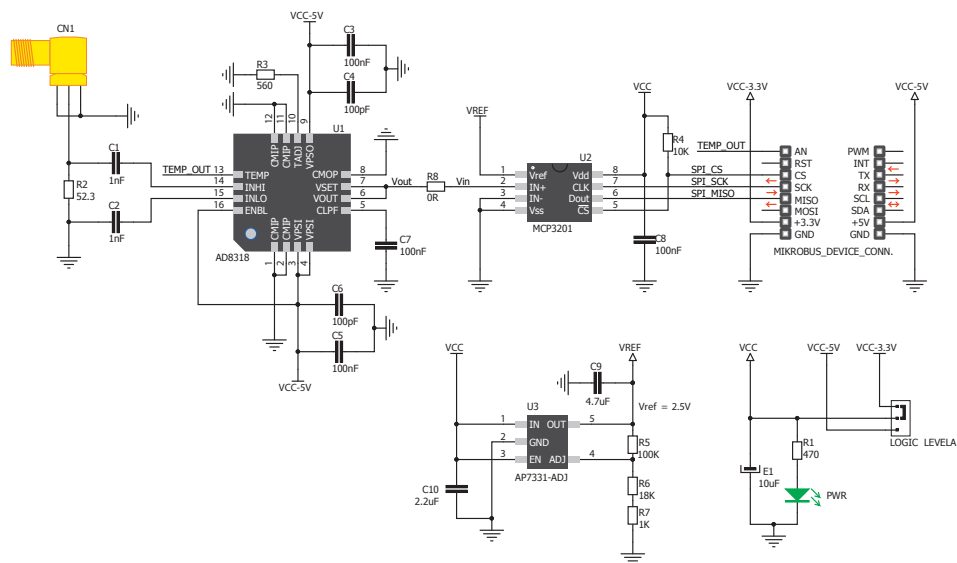 VCC-5V
CN1
C3
100nF
R3
560
C4
100pF
12
11
10
9
CMIP
CMIP
TADJ
VPSO
U1
TEMP_OUT 13
TEMP
CMOP
8
14
INHI
VSET
7
15
INLO
VOUT
6
16
ENBL
CLPF
5
CMIP
CMIP
VPSI
VPSI
1
2
3
4
AD8318
C1
1nF
R2
52.3
C2
1nF
C7
100nF
C6
100pF
C5
100nF
VCC-5V
Vout
R8
0R
Vin
VREF
U2
1
Vref
Vdd
8
2
IN+
CLK
7
3
IN-
Dout
6
4
Vss
CS
5
MCP3201
VCC
R4
10K
C8
100nF
SPI_CS
SPI_SCK
SPI_MISO
TEMP_OUT
VCC-3.3V
VCC-5V
AN
PWM
RST
INT
CS
TX
SCK
RX
MISO
SCL
MOSI
SDA
+3.3V
+5V
GND
GND
MIKROBUS_DEVICE_CONN.
VCC
VREF
C9
4.7uF
Vref = 2.5V
U3
1
IN
OUT
5
2
GND
3
EN
ADJ
4
AP7331-ADJ
R5
100K
R6
18K
R7
1K
C10
2.2uF
VCC
VCC-5V
VCC-3.3V
LOGIC LEVELA
R1
470
E1
10uF
PWR